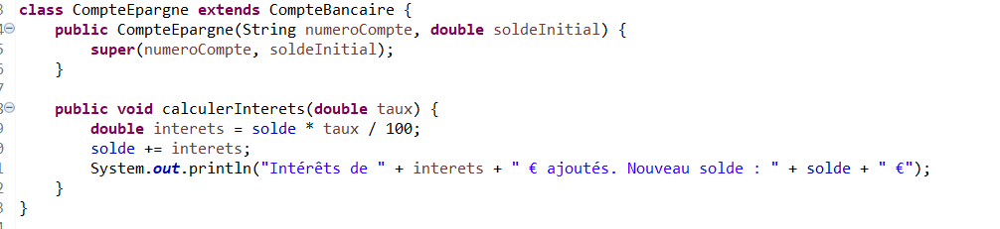 class CompteEpargne extends CompteBancaire {
    public CompteEpargne(String numeroCompte, double soldeInitial) {
        super(numeroCompte, soldeInitial);
    }

    public void calculerInterets(double taux) {
        double interets = solde * taux / 100;
        solde += interets;
        System.out.println("Intérêts de " + interets + " € ajoutés. Nouveau solde : " + solde + " €");
    }
}